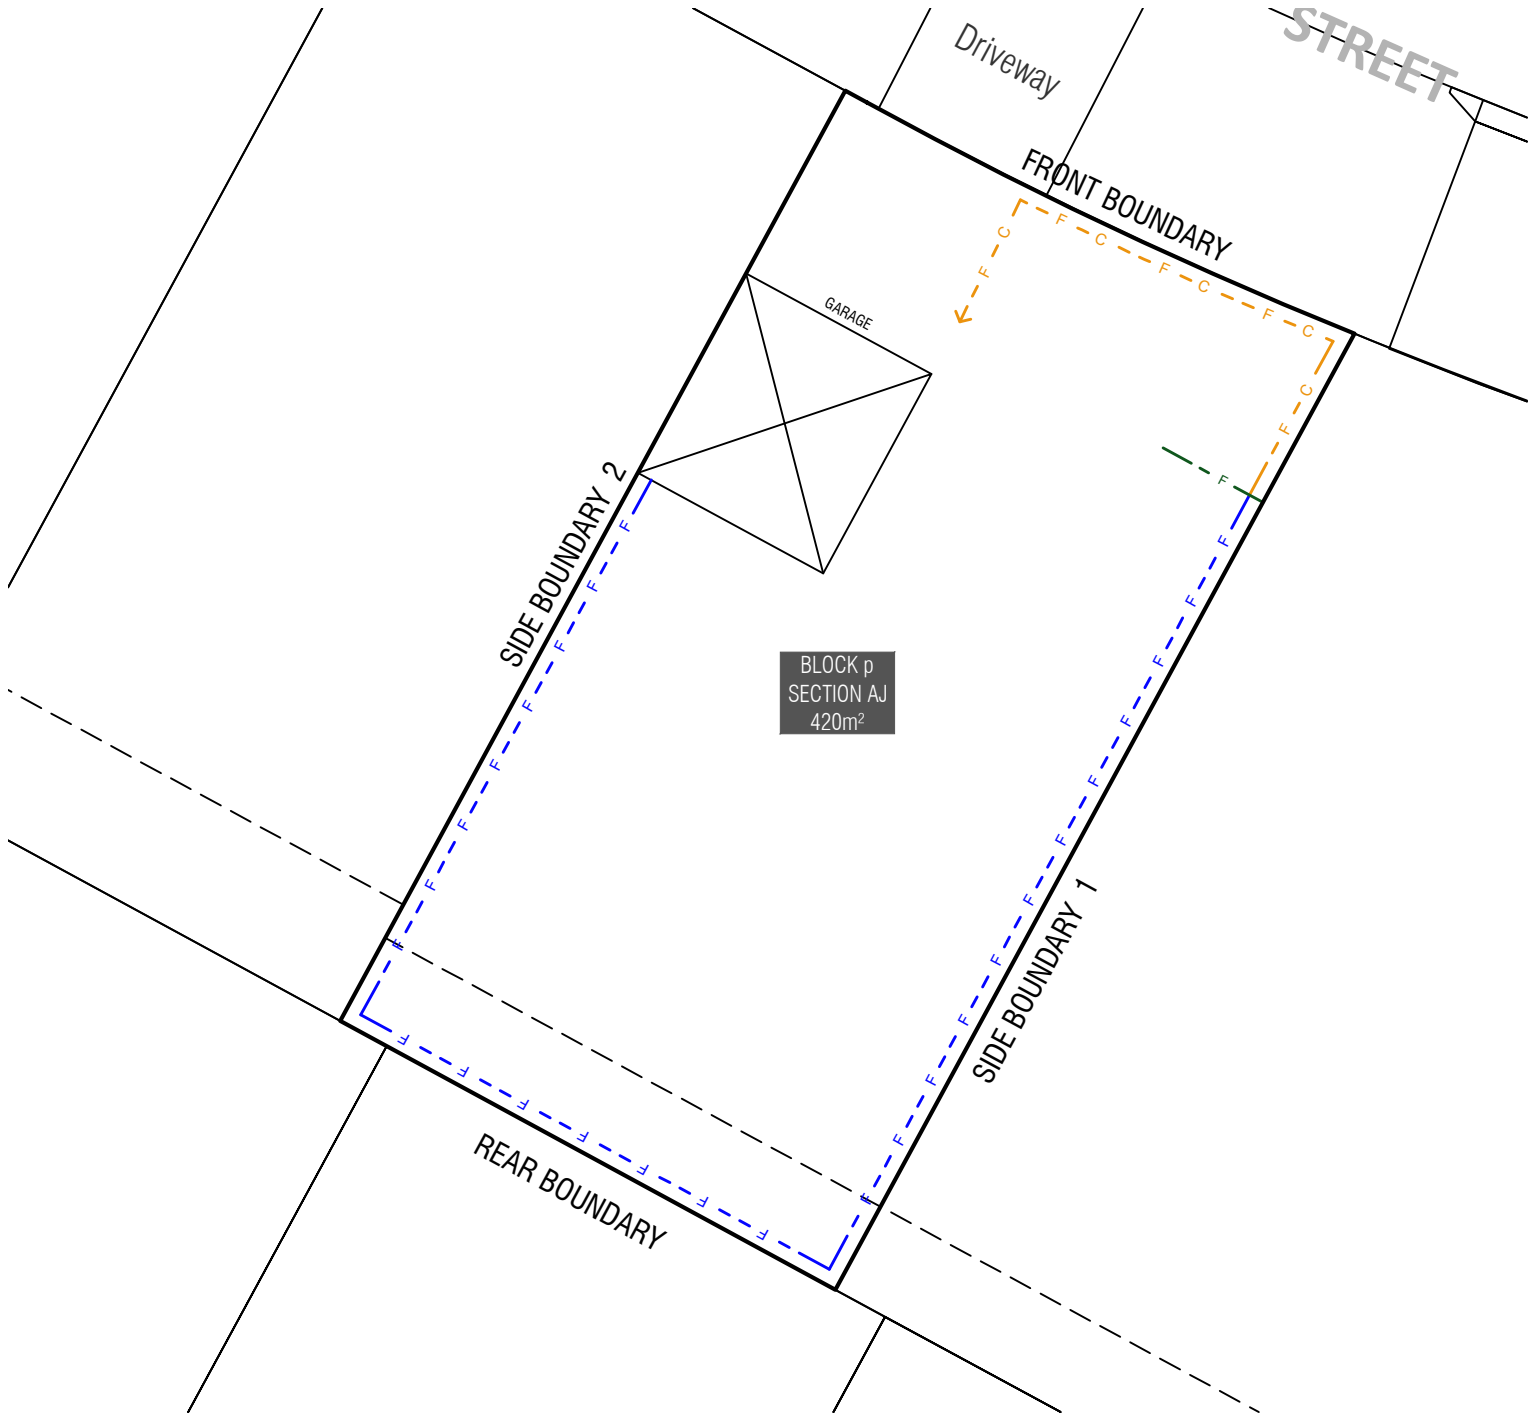 STREET
Driveway
FRONT BOUNDARY
F C F C F C
C
F
C
F
GARAGE
F
SIDE BOUNDARY 2
F
F
F
F
F
F
F
F
BLOCK p
SECTION AJ
420m²
F
F
F
F
F
F
F
F
F
F
F
F
SIDE BOUNDARY 1
F F F F F F F
REAR BOUNDARY